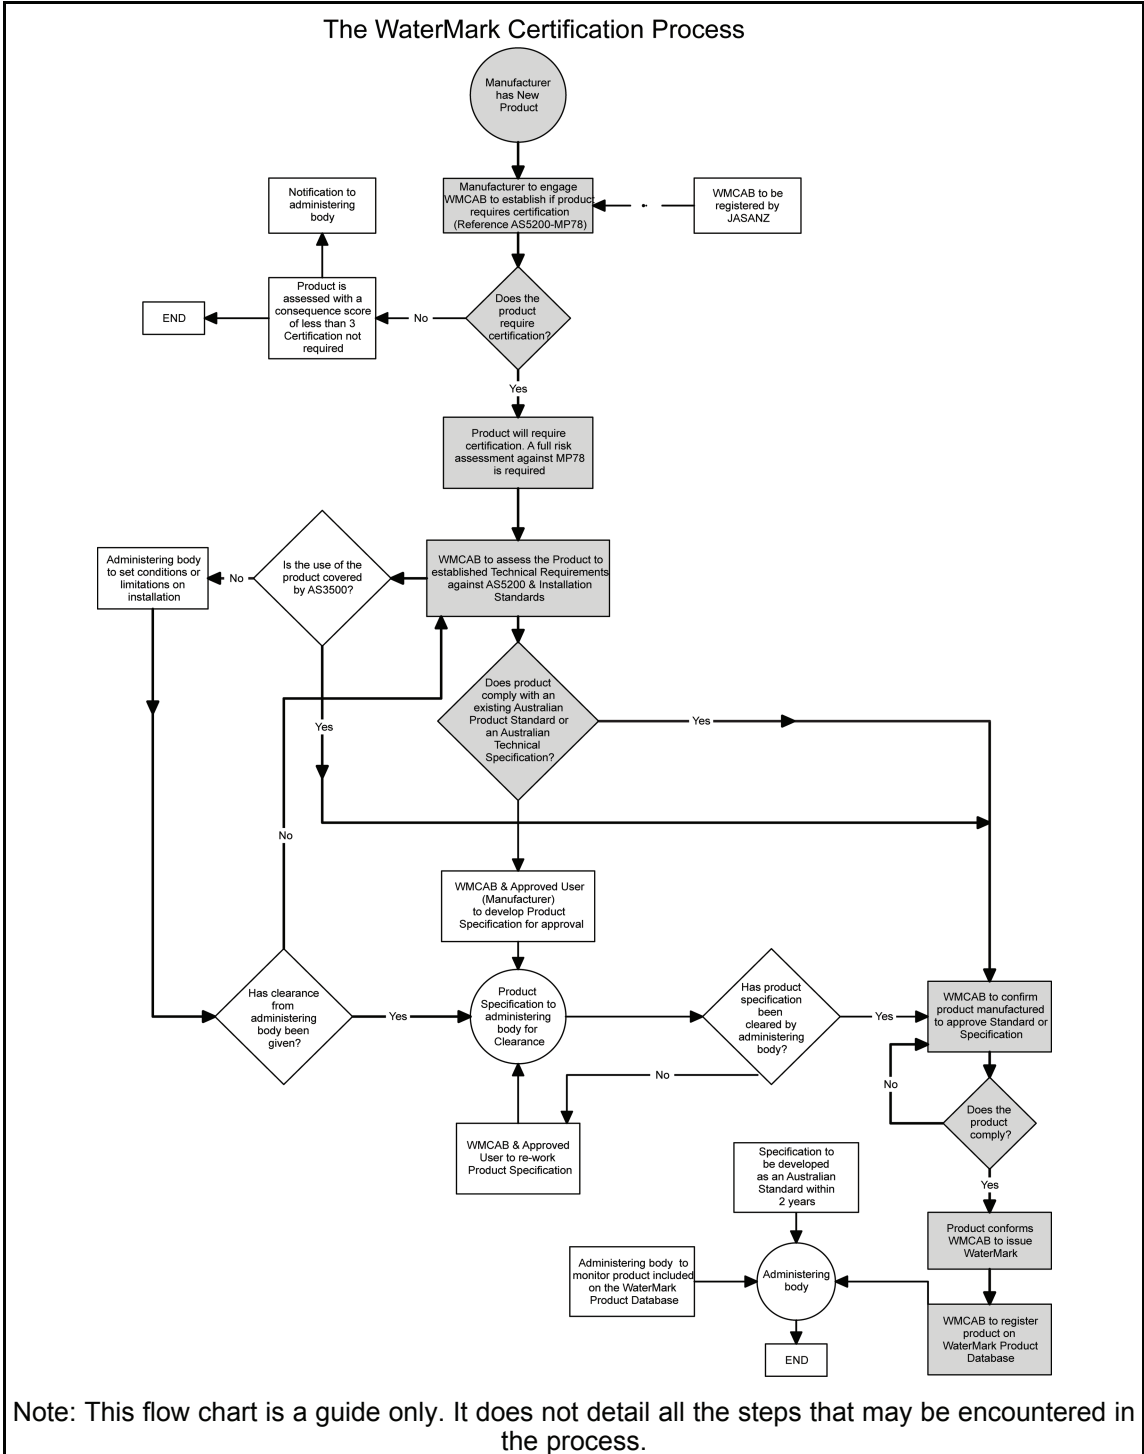 The WaterMark Certification Process
Manufacturer
has New
Product
Notification to
administering
body
Manufacturer to engage
WMCAB to establish if product
requires certification
(Reference AS5200-MP78)
WMCAB to be
registered by
JASANZ
END
Product is
assessed with a
consequence score
of less than 3
Certification not
required
No
Does the
product
require
certification?
Yes
Product will require
certification. A full risk
assessment against MP78
is required
Administering body
to set conditions or
limitations on
installation
No
Is the use of the
product covered
by AS3500?
WMCAB to assess the Product to
established Technical Requirements
against AS5200 & Installation
Standards
Yes
Does product
comply with an
existing Australian
Product Standard or
an Australian
Technical
Specification?
Yes
No
WMCAB & Approved User
(Manufacturer)
to develop Product
Specification for approval
Has clearance
from
administering
body been
given?
Yes
Product
Specification to
administering
body for
Clearance
Has product
specification
been
cleared by
administering
body?
Yes
WMCAB to confirm
product manufactured
to approve Standard or
Specification
No
No
Does the
product
comply?
WMCAB & Approved
User to re-work
Product Specification
Specification to
be developed
as an Australian
Standard within
2 years
Yes
Product conforms
WMCAB to issue
WaterMark
Administering body to
monitor product included
on the WaterMark
Product Database
Administering
body
WMCAB to register
product on
WaterMark Product
Database
END
Note: This flow chart is a guide only. It does not detail all the steps that may be encountered in
the process.